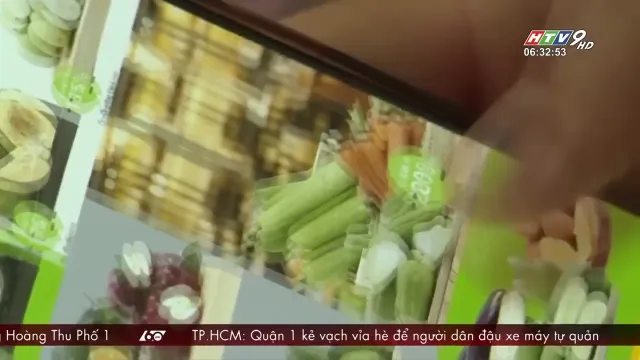 HTV9 HD
06:32:53
g Hoàng Thu Phố 1
TP.HCM: Quận 1 kẻ vạch vỉa hè để người dân đậu xe máy tự quản